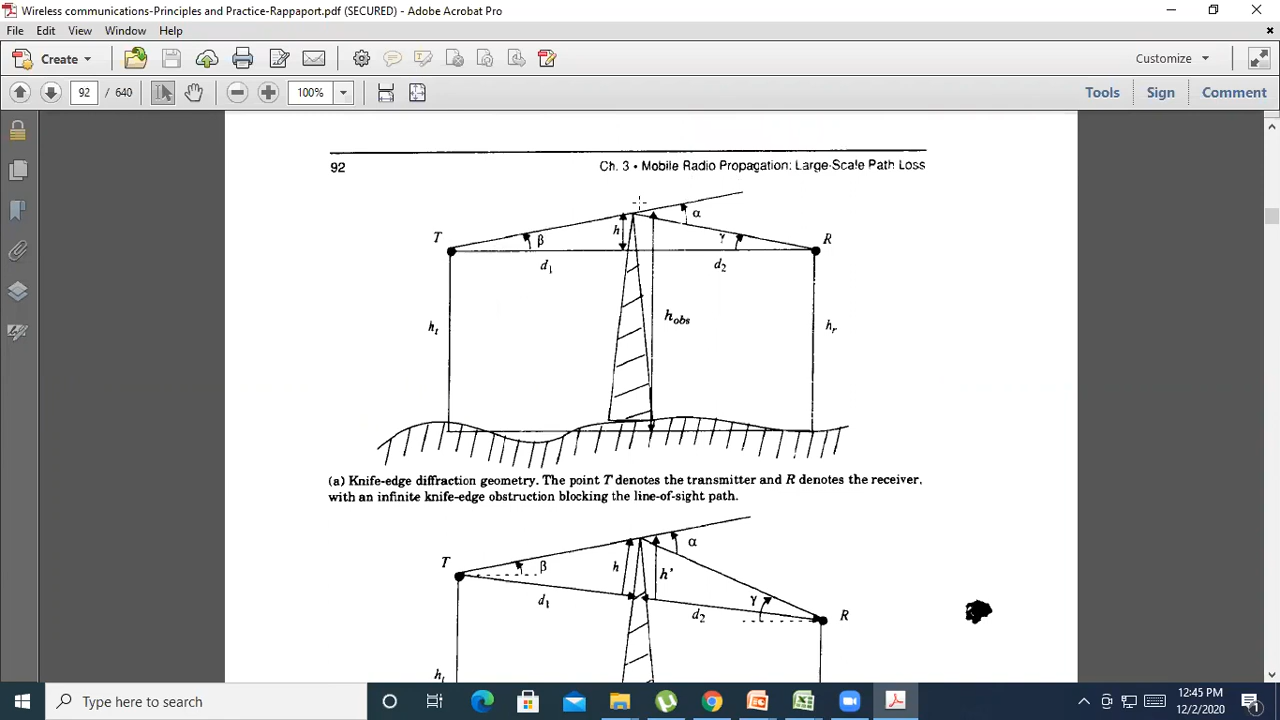 Wireless communications-Principles and Practice-Rappaport.pdf (SECURED) - Adobe Acrobat Pro
File Edit View Window Help
Create
Customize
92 / 640
100%
Tools Sign Comment
92
Ch. 3 • Mobile Radio Propagation: Large-Scale Path Loss
α
T β h γ R
d1 d2
ht hobs hr
(a) Knife-edge diffraction geometry. The point T denotes the transmitter and R denotes the receiver,
with an infinite knife-edge obstruction blocking the line-of-sight path.
α
T β h h'
d1 γ
d2 R
ht
Type here to search
12:45 PM
12/2/2020